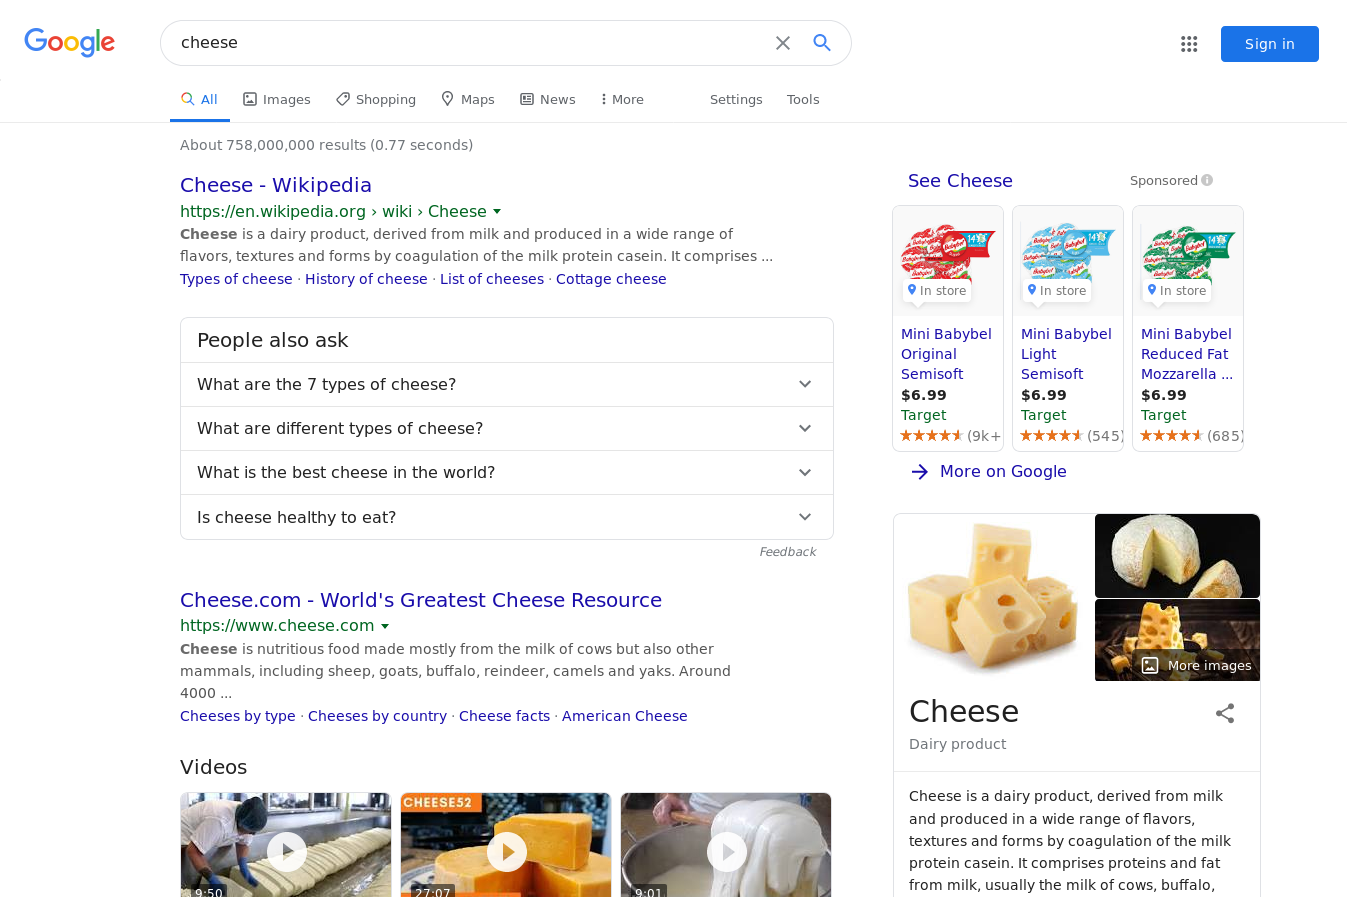 Google
cheese
Sign in
All
Images
Shopping
Maps
News
More
Settings
Tools
About 758,000,000 results (0.77 seconds)
Cheese - Wikipedia
https://en.wikipedia.org › wiki › Cheese
Cheese is a dairy product, derived from milk and produced in a wide range of
flavors, textures and forms by coagulation of the milk protein casein. It comprises ...
Types of cheese · History of cheese · List of cheeses · Cottage cheese
People also ask
What are the 7 types of cheese?
What are different types of cheese?
What is the best cheese in the world?
Is cheese healthy to eat?
Feedback
Cheese.com - World's Greatest Cheese Resource
https://www.cheese.com
Cheese is nutritious food made mostly from the milk of cows but also other
mammals, including sheep, goats, buffalo, reindeer, camels and yaks. Around
4000 ...
Cheeses by type · Cheeses by country · Cheese facts · American Cheese
Videos
9:50
CHEESE52
27:07
9:01
See Cheese
Sponsored
In store
Mini Babybel
Original
Semisoft
$6.99
Target
(9k+
In store
Mini Babybel
Light
Semisoft
$6.99
Target
(545)
In store
Mini Babybel
Reduced Fat
Mozzarella ...
$6.99
Target
(685)
More on Google
More images
Cheese
Dairy product
Cheese is a dairy product, derived from milk
and produced in a wide range of flavors,
textures and forms by coagulation of the milk
protein casein. It comprises proteins and fat
from milk, usually the milk of cows, buffalo,